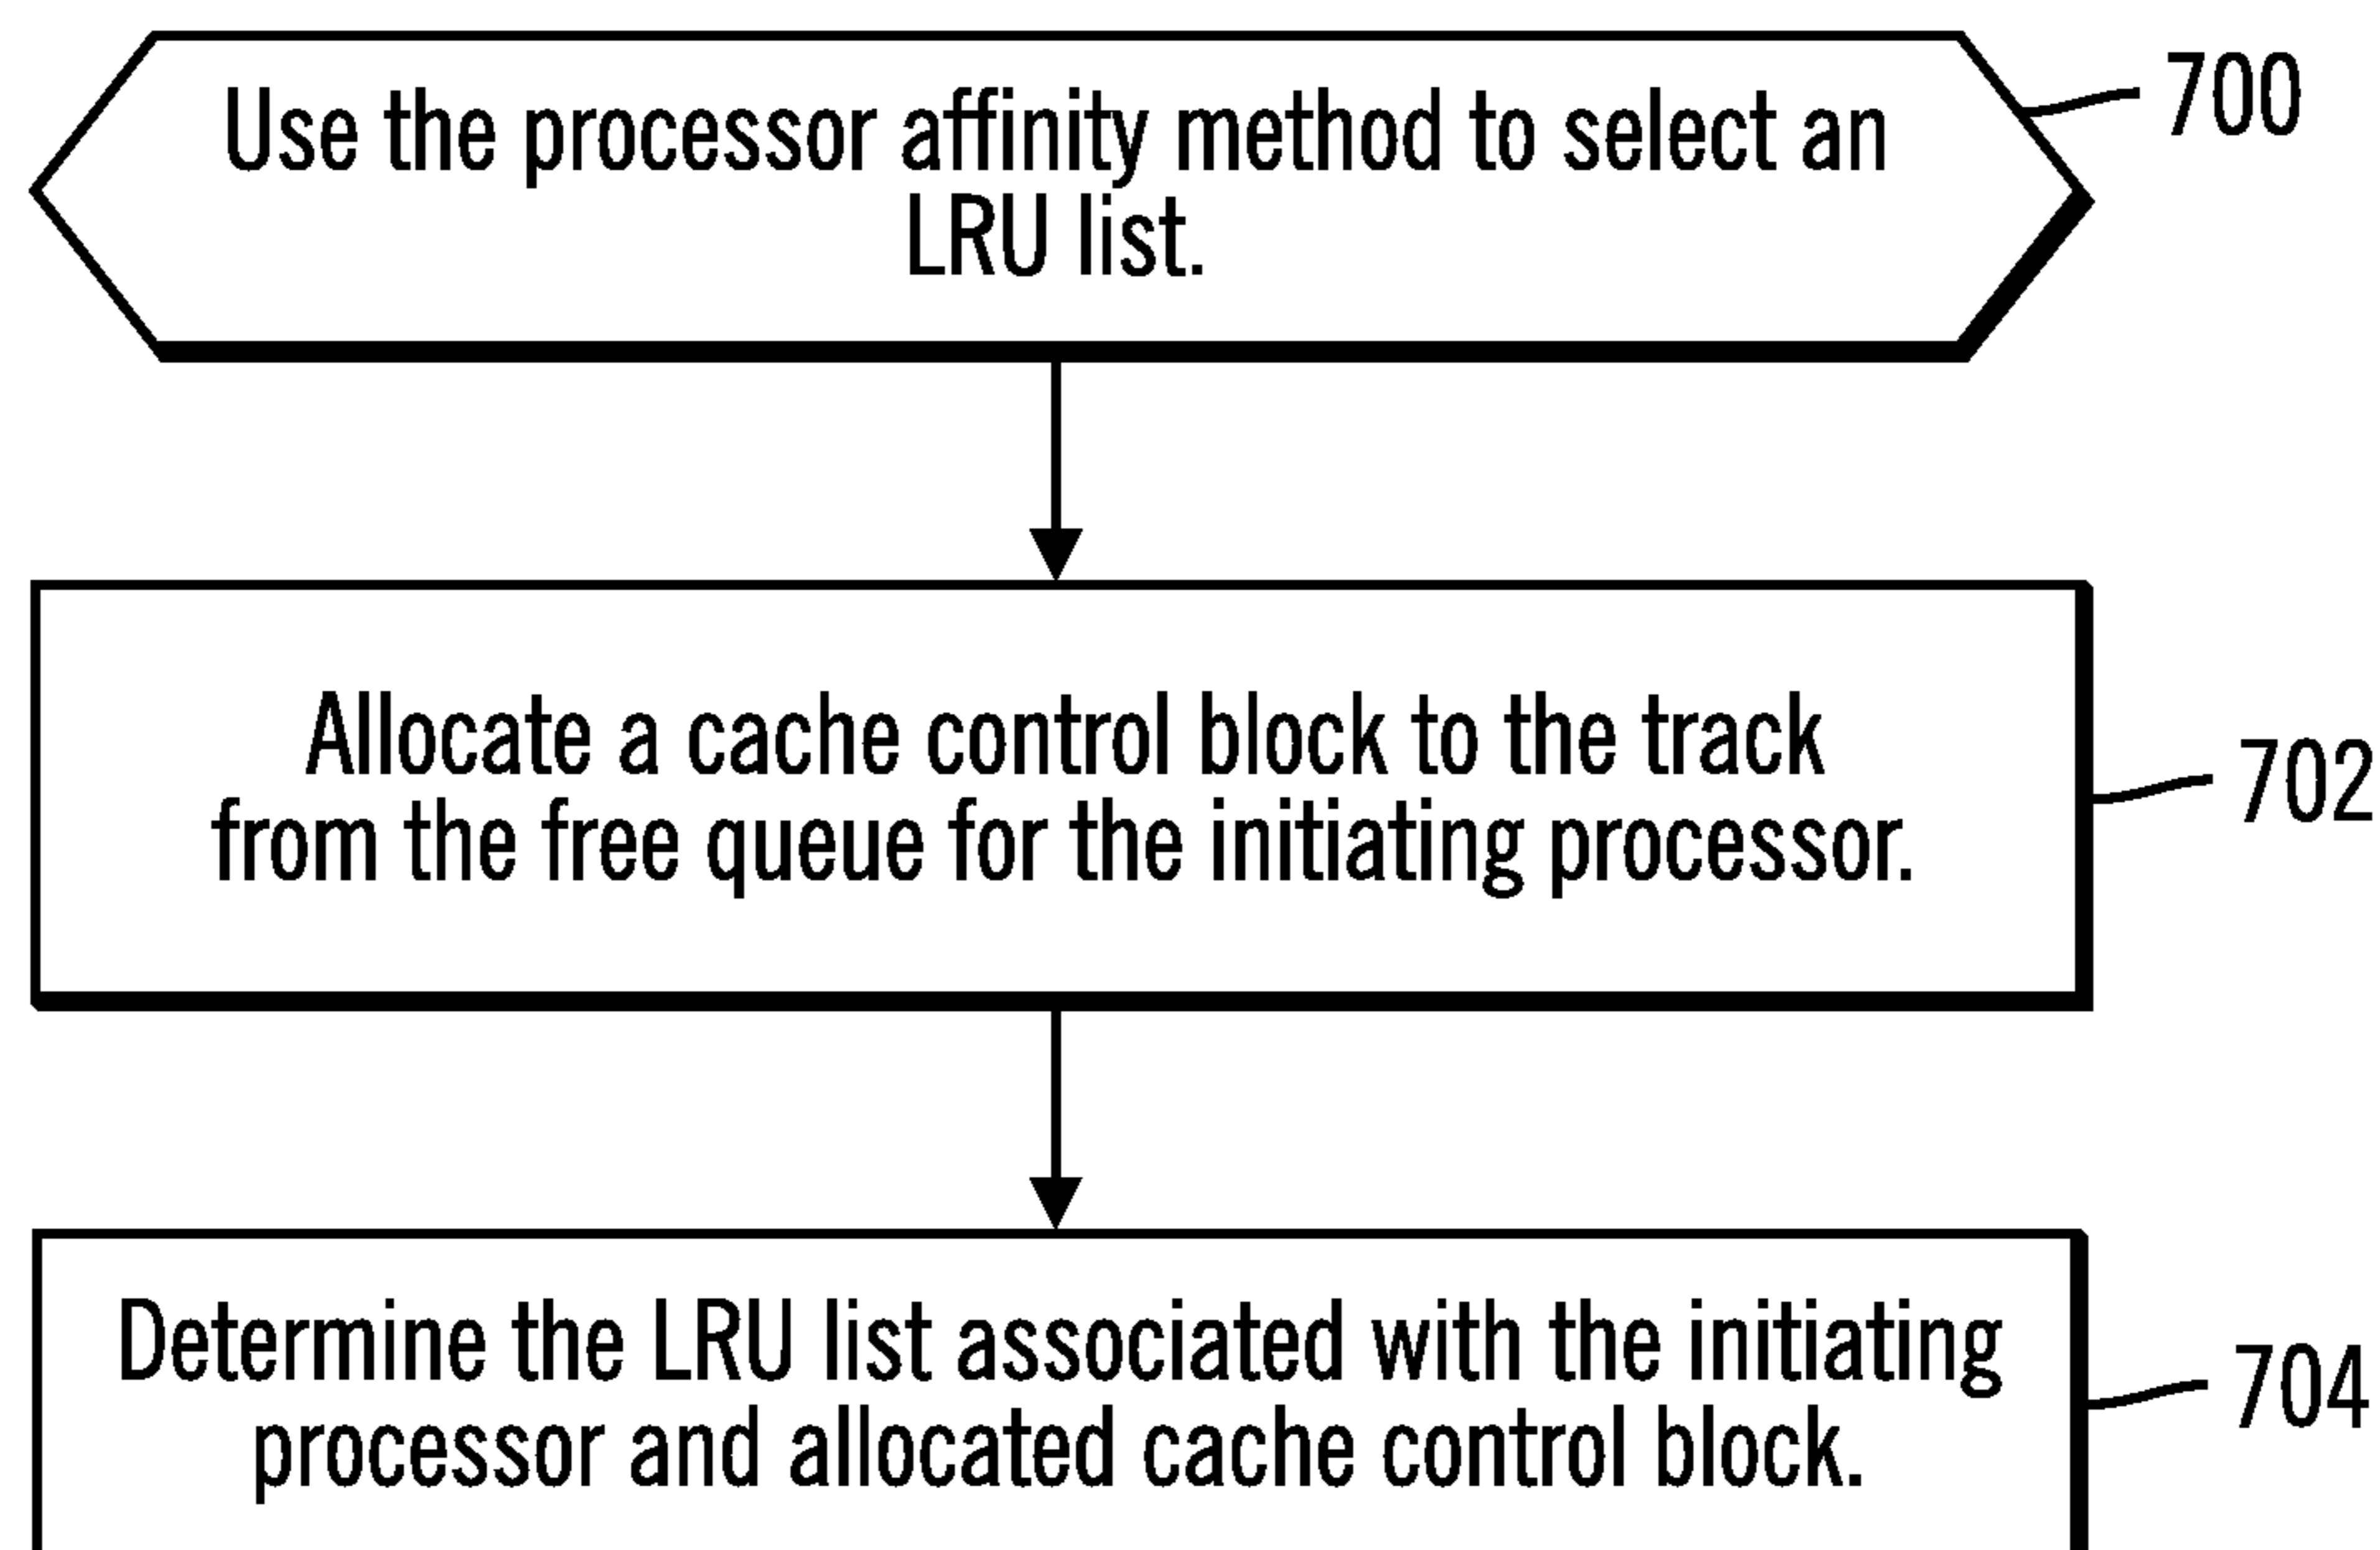 Use the processor affinity method to select an
LRU list.
700
Allocate a cache control block to the track
from the free queue for the initiating processor.
702
Determine the LRU list associated with the initiating
processor and allocated cache control block.
704